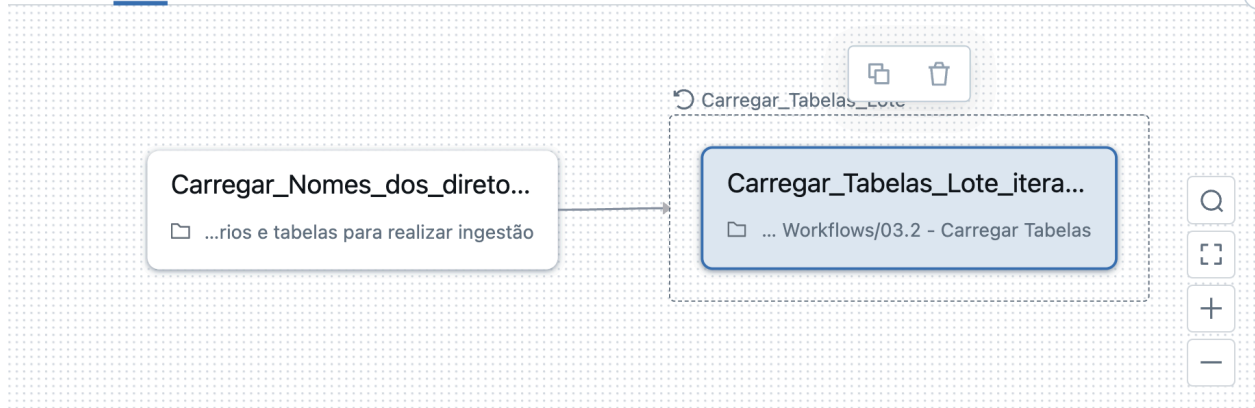 Carregar_Tabelas_Lote
Carregar_Nomes_dos_direto...
...rios e tabelas para realizar ingestão
Carregar_Tabelas_Lote_itera...
... Workflows/03.2 - Carregar Tabelas